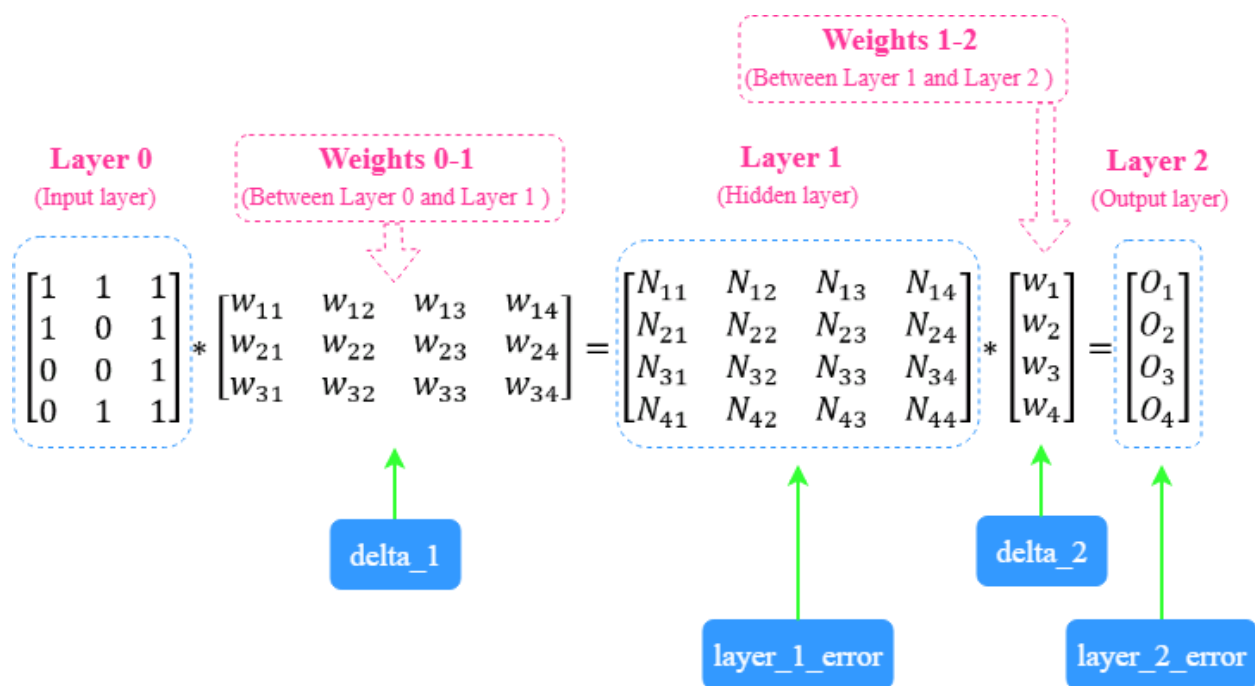 Weights 1-2
(Between Layer 1 and Layer 2 )
Layer 0
(Input layer)
Weights 0-1
(Between Layer 0 and Layer 1 )
Layer 1
(Hidden layer)
Layer 2
(Output layer)
[1 1 1
1 0 1
0 0 1
0 1 1]
*
[w₁₁ w₁₂ w₁₃ w₁₄
w₂₁ w₂₂ w₂₃ w₂₄
w₃₁ w₃₂ w₃₃ w₃₄]
=
[N₁₁ N₁₂ N₁₃ N₁₄
N₂₁ N₂₂ N₂₃ N₂₄
N₃₁ N₃₂ N₃₃ N₃₄
N₄₁ N₄₂ N₄₃ N₄₄]
*
[w₁
w₂
w₃
w₄]
=
[O₁
O₂
O₃
O₄]
delta_1
delta_2
layer_1_error
layer_2_error